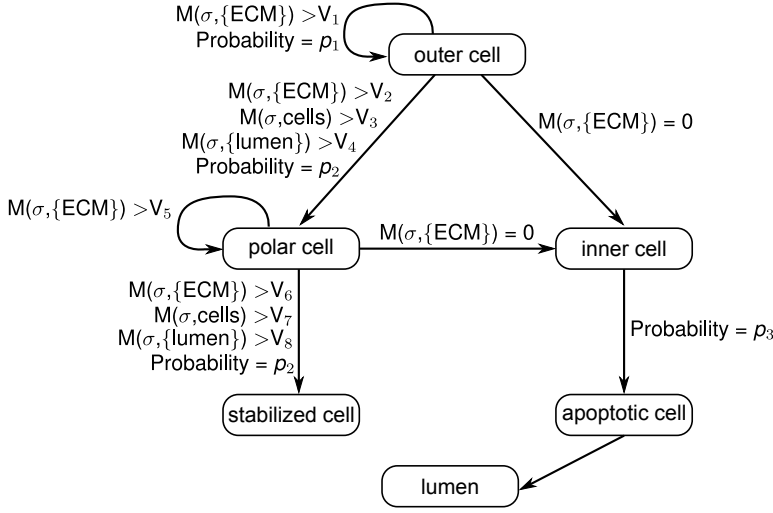 M(σ,{ECM}) >V₁
Probability = p₁
outer cell
M(σ,{ECM}) >V₂
M(σ,cells) >V₃
M(σ,{lumen}) >V₄
Probability = p₂
M(σ,{ECM}) = 0
M(σ,{ECM}) >V₅
polar cell
M(σ,{ECM}) = 0
inner cell
M(σ,{ECM}) >V₆
M(σ,cells) >V₇
M(σ,{lumen}) >V₈
Probability = p₂
Probability = p₃
stabilized cell
apoptotic cell
lumen